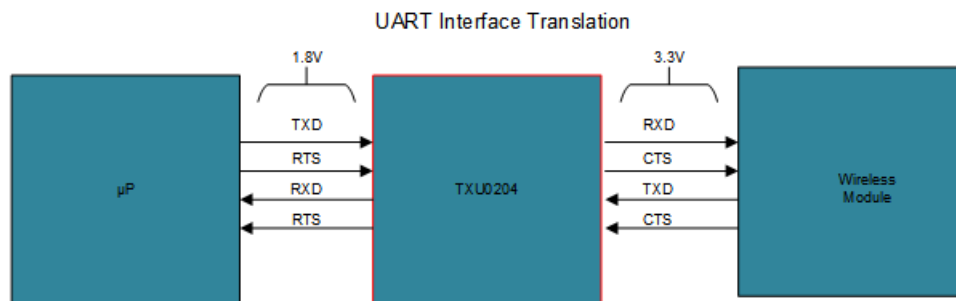 UART Interface Translation
1.8V
3.3V
TXD
RTS
RXD
RTS
RXD
CTS
TXD
CTS
µP
TXU0204
Wireless
Module